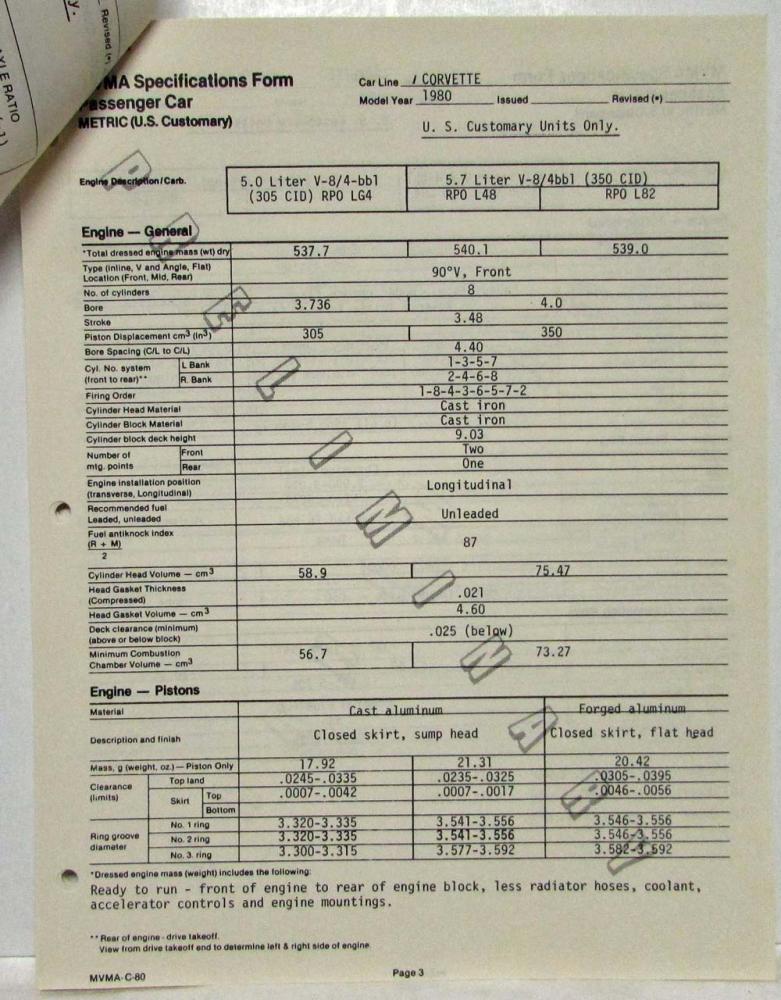 y.
Revised (•)
AXLE RATIO
MA Specifications Form
Passenger Car
METRIC (U.S. Customary)
Car Line / CORVETTE
Model Year 1980 Issued Revised (•)
U. S. Customary Units Only.
Engine Description/Carb.
5.0 Liter V-8/4-bbl
(305 CID) RPO LG4
5.7 Liter V-8/4bbl (350 CID)
RPO L48 RPO L82
Engine — General
*Total dressed engine mass (wt) dry 537.7 540.1 539.0
Type (inline, V and Angle, Flat)
Location (Front, Mid, Rear)
90°V, Front
No. of cylinders 8
Bore 3.736 4.0
Stroke 3.48
Piston Displacement cm³ (in³) 305 350
Bore Spacing (C/L to C/L) 4.40
Cyl. No. system
(front to rear)**
L Bank 1-3-5-7
R. Bank 2-4-6-8
Firing Order 1-8-4-3-6-5-7-2
Cylinder Head Material Cast iron
Cylinder Block Material Cast iron
Cylinder block deck height 9.03
Number of
mtg. points
Front Two
Rear One
Engine installation position
(transverse, Longitudinal)
Longitudinal
Recommended fuel
Leaded, unleaded
Unleaded
Fuel antiknock index
(R + M)
2
87
Cylinder Head Volume — cm³ 58.9 75.47
Head Gasket Thickness
(Compressed)
.021
Head Gasket Volume — cm³ 4.60
Deck clearance (minimum)
(above or below block)
.025 (below)
Minimum Combustion
Chamber Volume — cm³
56.7 73.27
PRELIMINARY
Engine — Pistons
Material Cast aluminum Forged aluminum
Description and finish Closed skirt, sump head Closed skirt, flat head
Mass, g (weight, oz.) — Piston Only 17.92 21.31 20.42
Clearance
(limits)
Top land .0245-.0335 .0235-.0325 .0305-.0395
Skirt
Top .0007-.0042 .0007-.0017 .0046-.0056
Bottom
Ring groove
diameter
No. 1 ring 3.320-3.335 3.541-3.556 3.546-3.556
No. 2 ring 3.320-3.335 3.541-3.556 3.546-3.556
No. 3. ring 3.300-3.315 3.577-3.592 3.582-3.592
*Dressed engine mass (weight) includes the following:
Ready to run - front of engine to rear of engine block, less radiator hoses, coolant,
accelerator controls and engine mountings.
** Rear of engine - drive takeoff.
View from drive takeoff end to determine left & right side of engine.
MVMA-C-80
Page 3